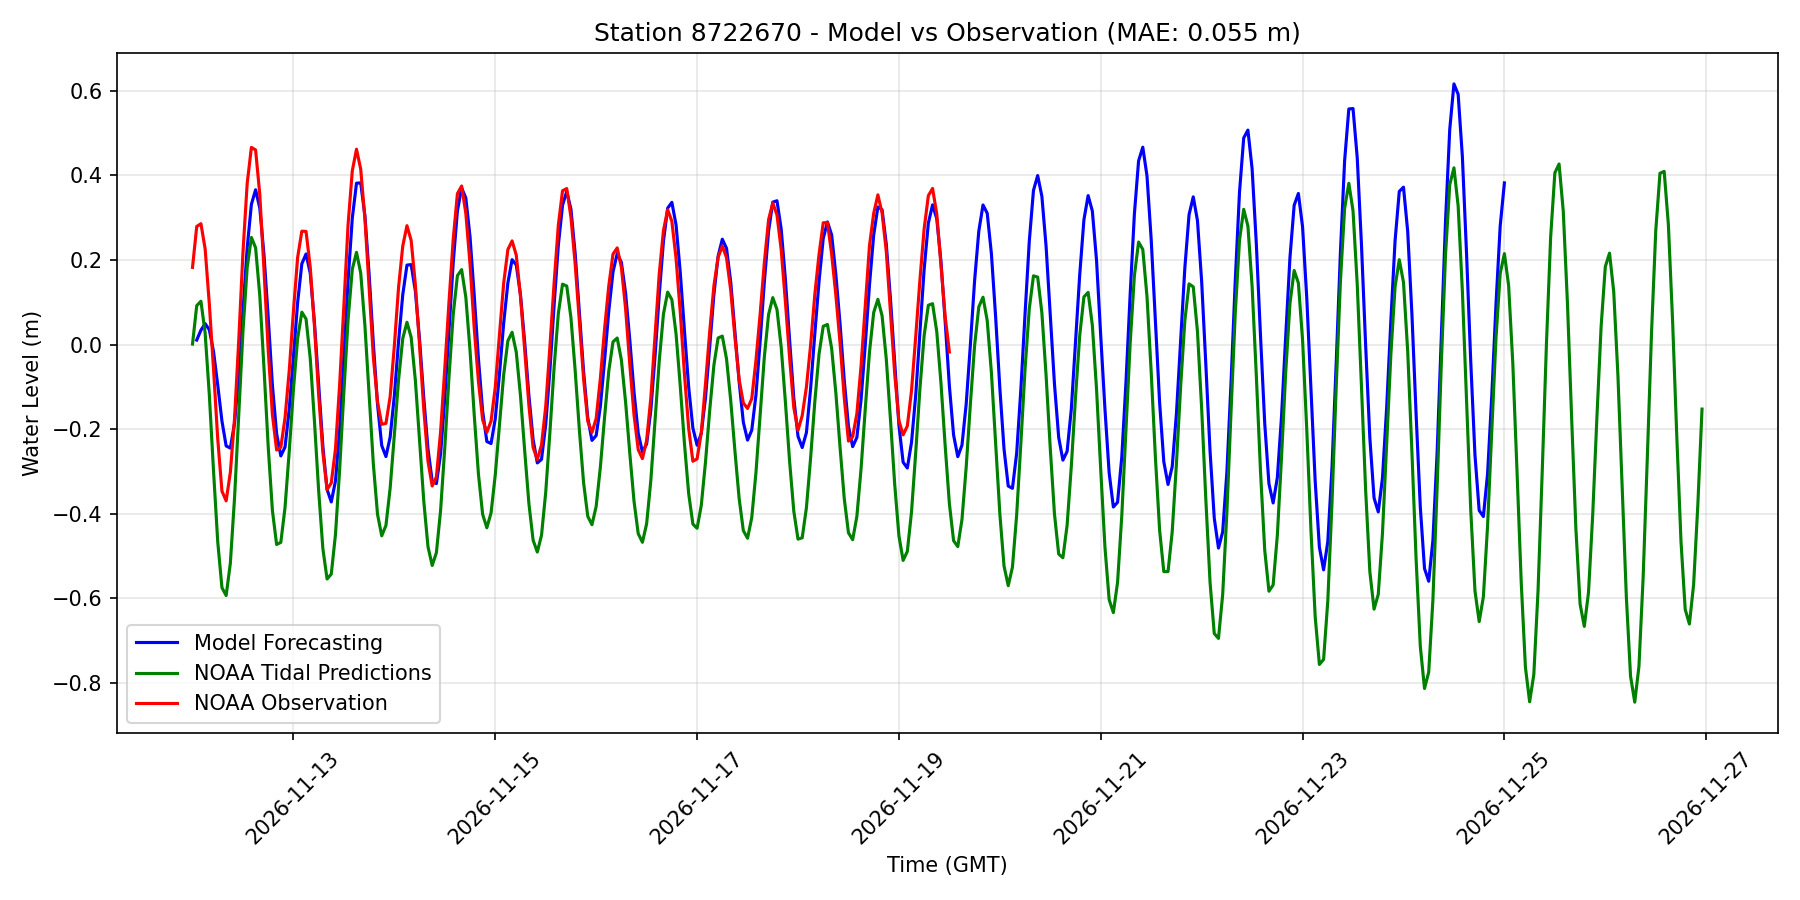 Station 8722670 - Model vs Observation (MAE: 0.055 m)
Water Level (m)
0.6
0.4
0.2
0.0
−0.2
−0.4
−0.6
−0.8
Model Forecasting
NOAA Tidal Predictions
NOAA Observation
2026-11-13
2026-11-15
2026-11-17
2026-11-19
2026-11-21
2026-11-23
2026-11-25
2026-11-27
Time (GMT)